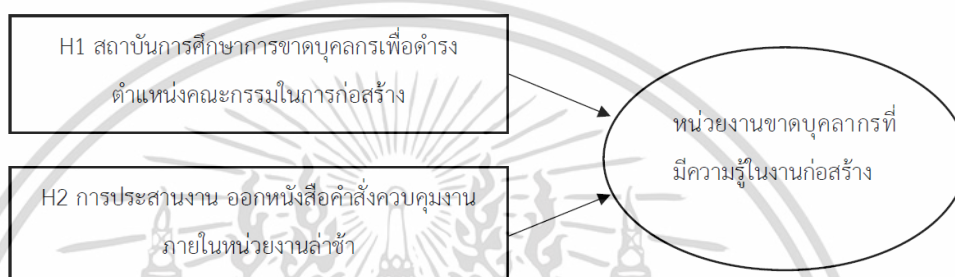 H1 สถาบันการศึกษาการขาดบุคลกรเพื่อดำรง
ตำแหน่งคณะกรรมในการก่อสร้าง
หน่วยงานขาดบุคลากรที่
มีความรู้ในงานก่อสร้าง
H2 การประสานงาน ออกหนังสือคำสั่งควบคุมงาน
ภายในหน่วยงานล่าช้า